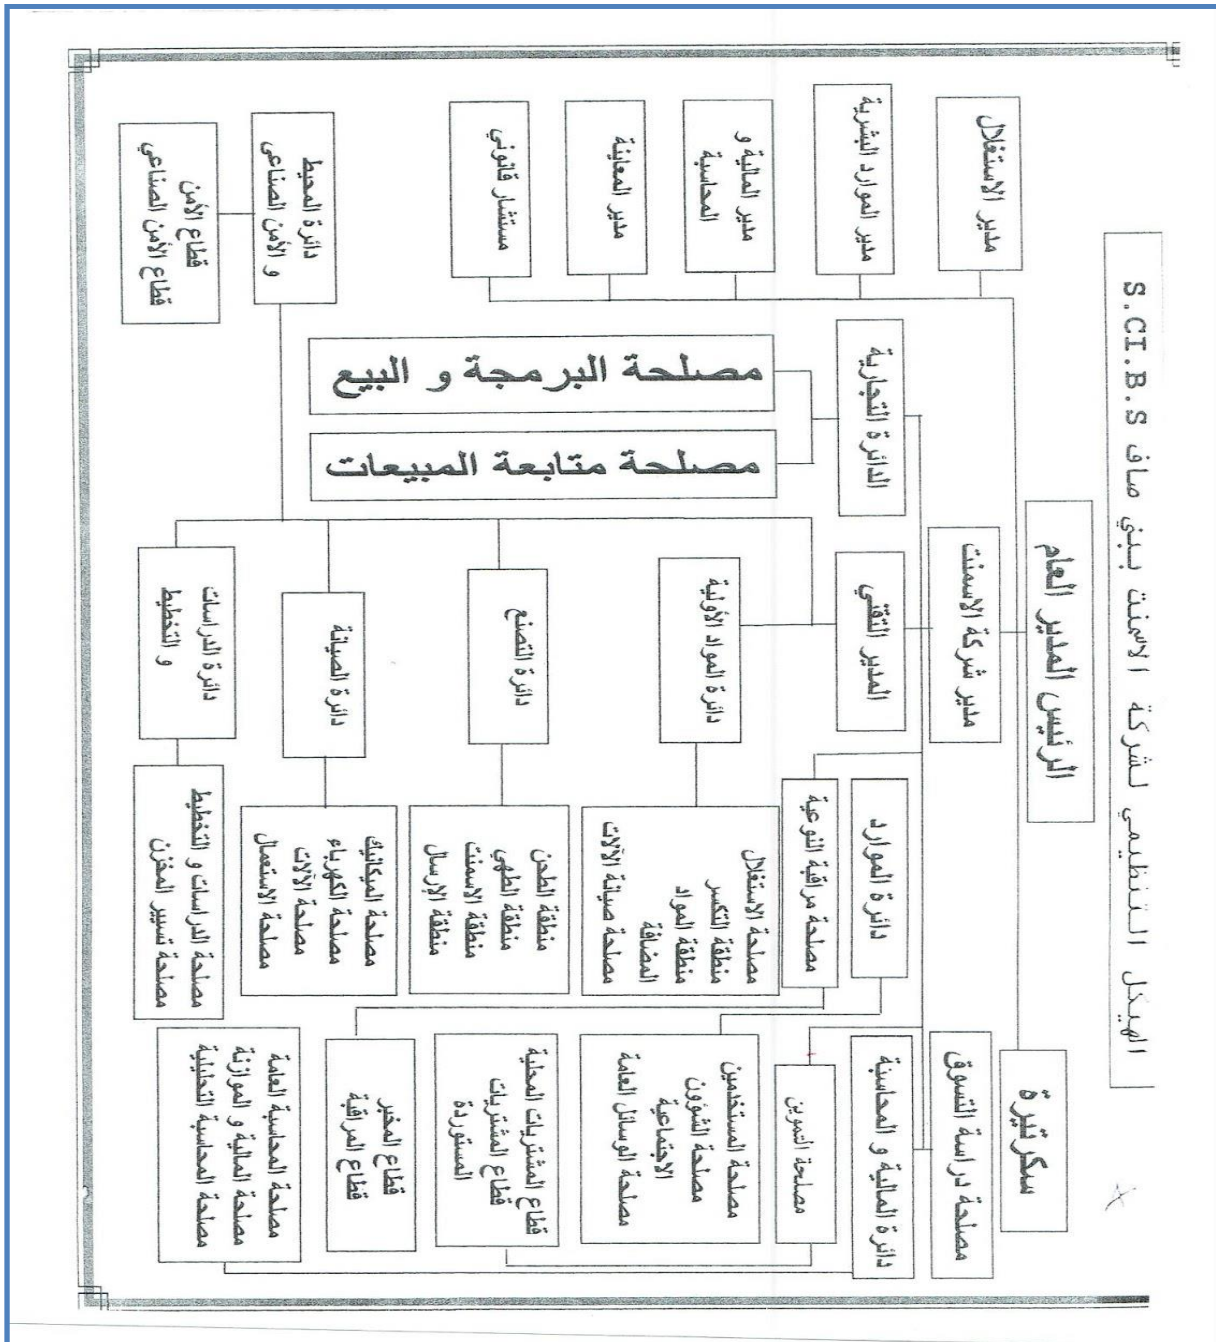 الهيكل التنظيمي لشركة الاسمنت ببني صاف S.CI.B.S
الرئيس المدير العام
سكرتيرة
مدير الاستغلال
مدير الموارد البشرية
مدير المالية و
المحاسبة
مدير المعاينة
مستشار قانوني
مدير شركة الاسمنت
مصلحة دراسة التسوق
الدائرة التجارية
مصلحة البرمجة و البيع
مصلحة متابعة المبيعات
المدير التقني
دائرة الموارد
دائرة المالية و المحاسبة
مصلحة مراقبة النوعية
مصلحة التموين
دائرة المواد الأولية
دائرة التصنع
دائرة الصيانة
دائرة الدراسات
و التخطيط
دائرة المحيط
و الأمن الصناعي
قطاع الأمن
قطاع الأمن الصناعي
مصلحة الاستغلال
منطقة التكسر
منطقة المواد
المضافة
مصلحة صيانة الآلات
منطقة الطحن
منطقة الطهي
منطقة الاسمنت
منطقة الإرسال
مصلحة الميكانيك
مصلحة الكهرباء
مصلحة الآلات
مصلحة الاستعمال
مصلحة الدراسات و التخطيط
مصلحة تسيير المخزن
مصلحة المستخدمين
مصلحة الشؤون
الاجتماعية
مصلحة الوسائل العامة
قطاع المشتريات المحلية
قطاع المشتريات
المستوردة
قطاع المخبر
قطاع المراقبة
مصلحة المحاسبة العامة
مصلحة المالية و الموازنة
مصلحة المحاسبة التحليلية